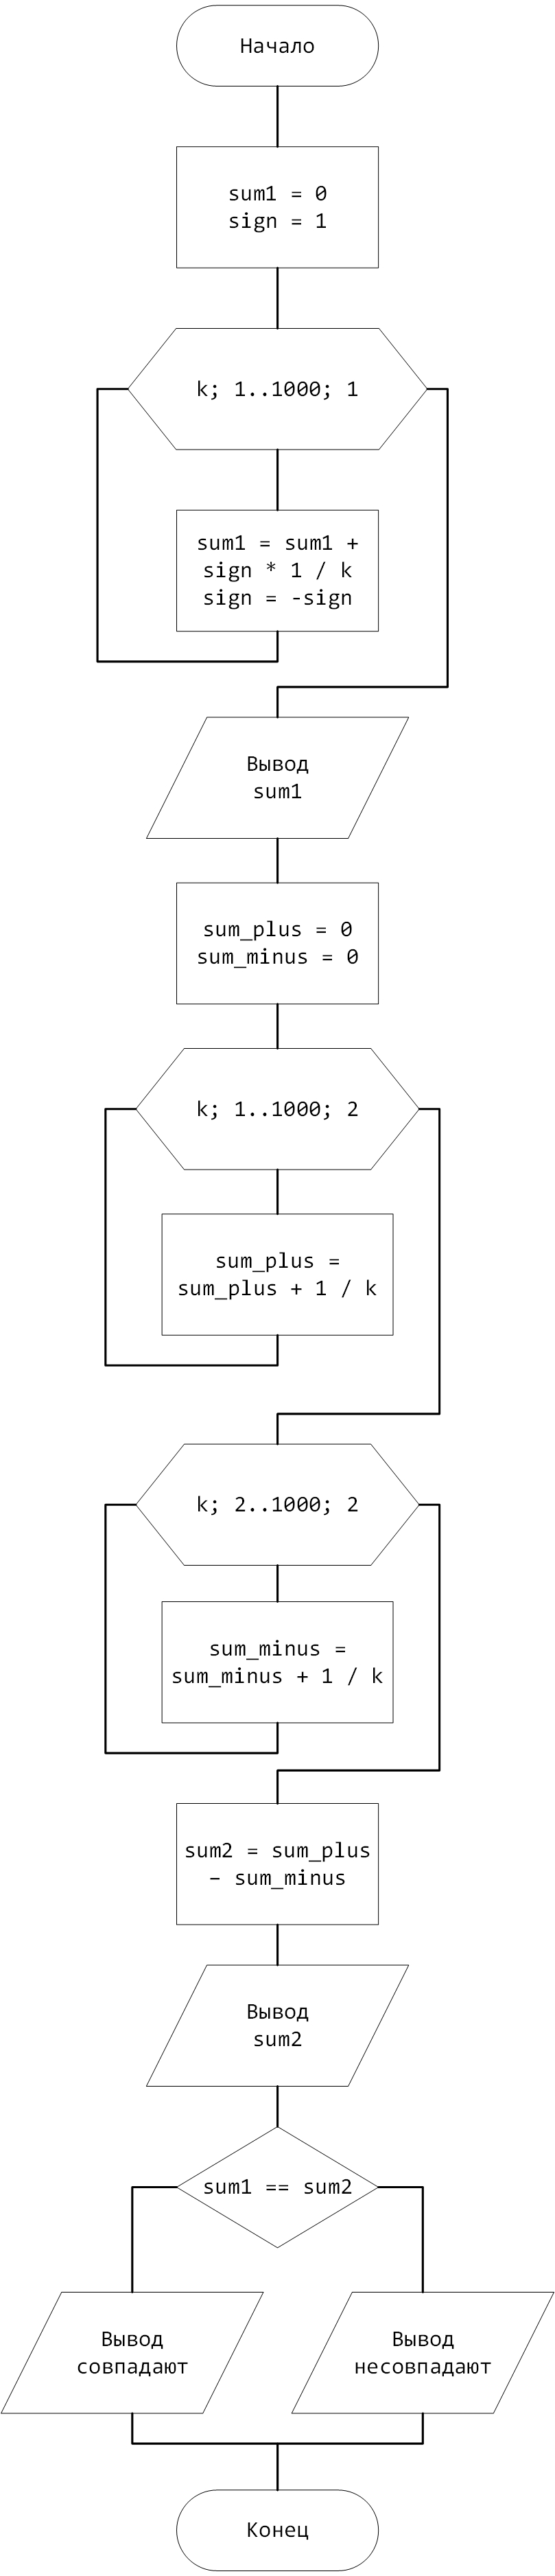 Начало
sum1 = 0
sign = 1
k; 1..1000; 1
sum1 = sum1 +
sign * 1 / k
sign = -sign
Вывод
sum1
sum_plus = 0
sum_minus = 0
k; 1..1000; 2
sum_plus =
sum_plus + 1 / k
k; 2..1000; 2
sum_minus =
sum_minus + 1 / k
sum2 = sum_plus
– sum_minus
Вывод
sum2
sum1 == sum2
Вывод
совпадают
Вывод
несовпадают
Конец